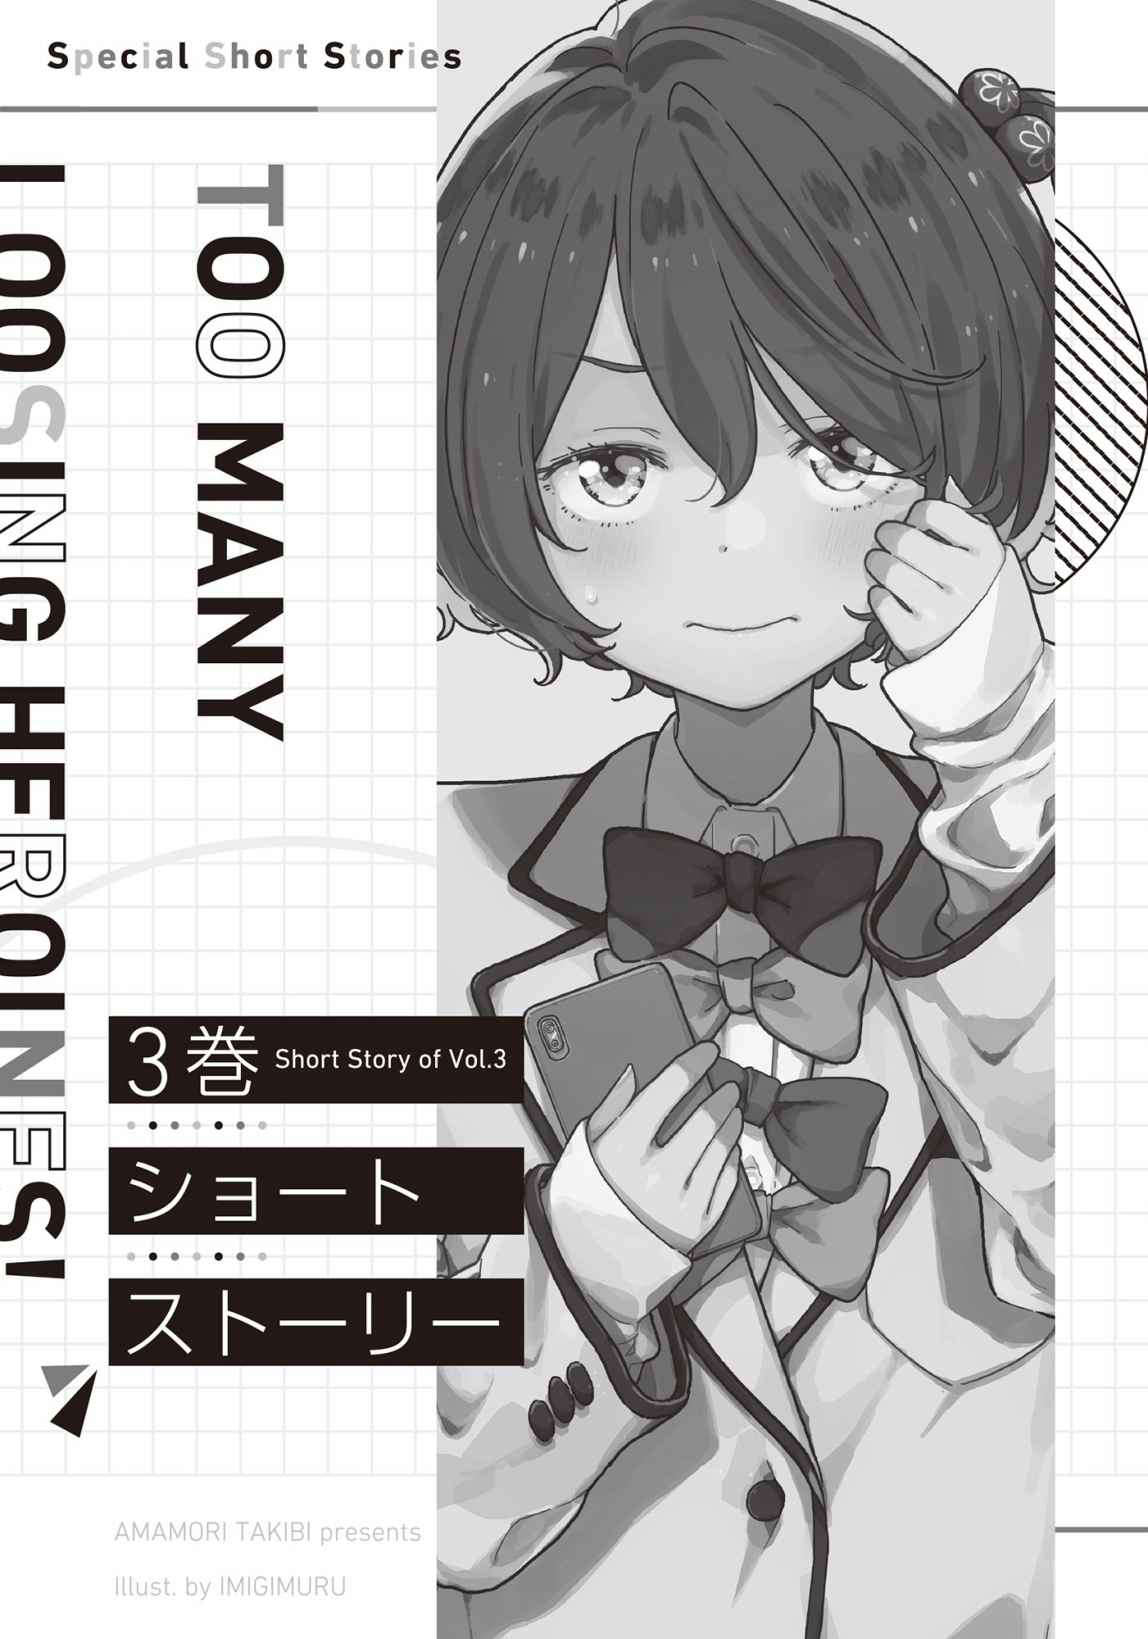 Special Short Stories
TOO MANY
LOOSING HEROINES!
3巻 Short Story of Vol.3
ショート
ストーリー
AMAMORI TAKIBI presents
Illust. by IMIGIMURU